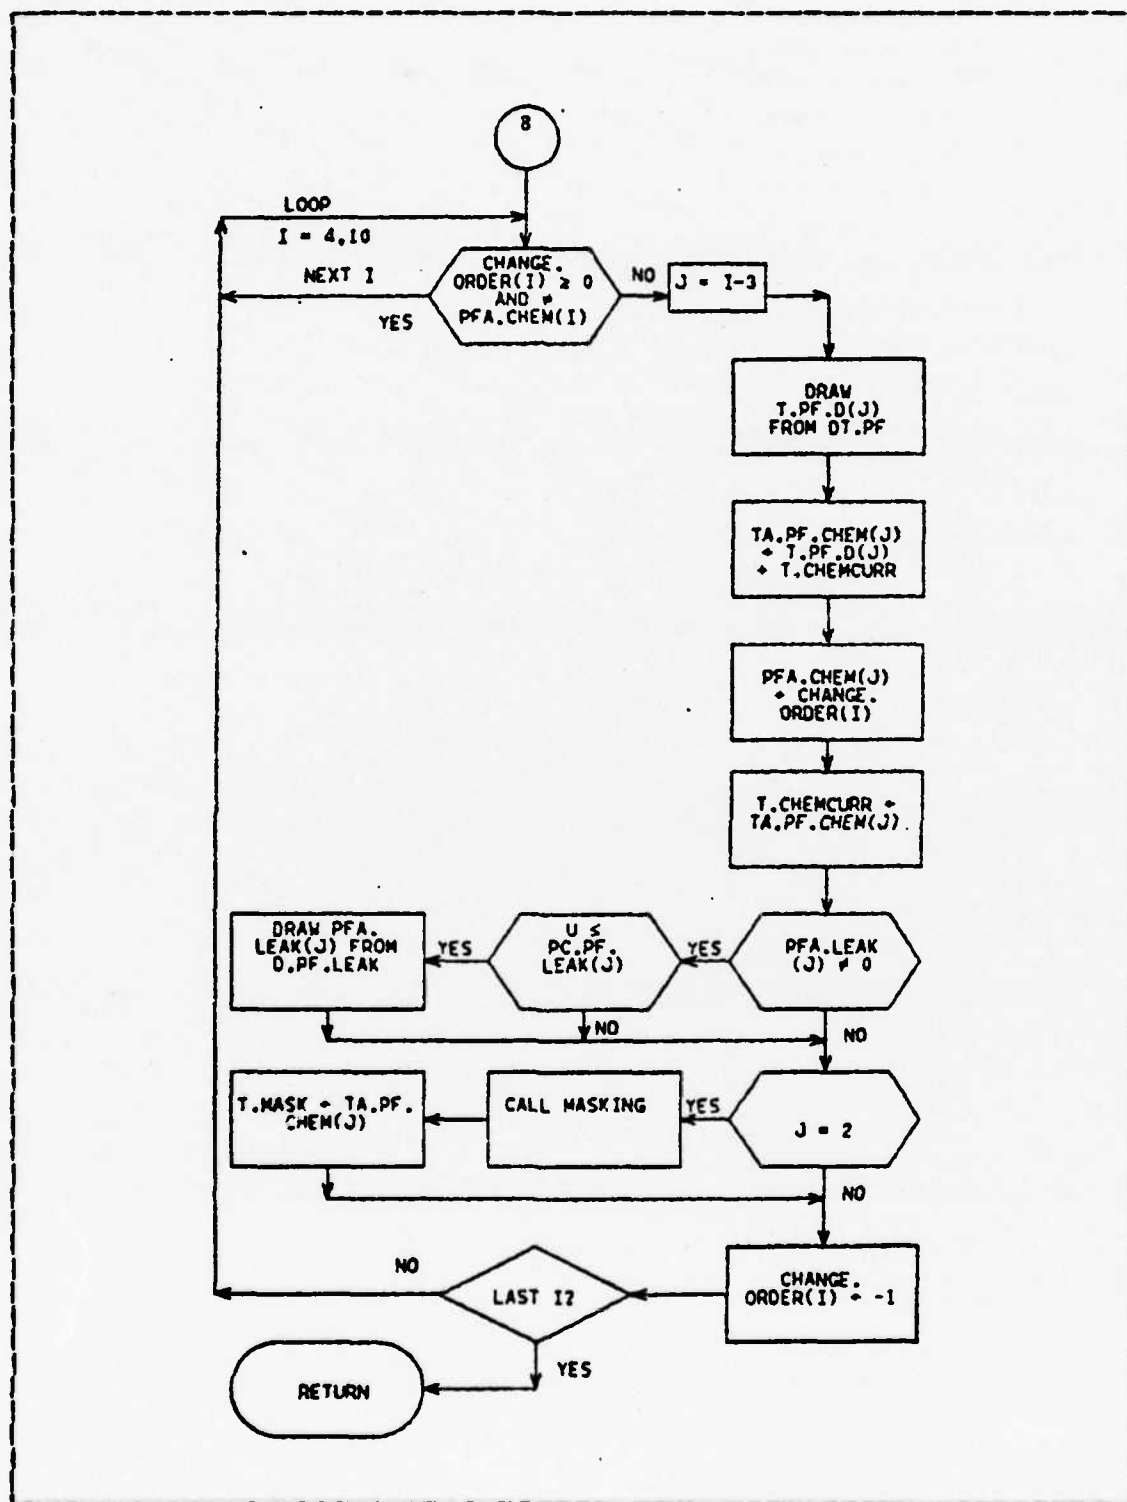 8
LOOP
I = 4,10
NEXT I
YES
CHANGE.
ORDER(I) ≥ 0
AND ≠
PFA.CHEM(I)
NO
J = I-3
DRAW
T.PF.D(J)
FROM DT.PF
TA.PF.CHEM(J)
← T.PF.D(J)
+ T.CHEMCURR
PFA.CHEM(J)
← CHANGE.
ORDER(I)
T.CHEMCURR ←
TA.PF.CHEM(J)
DRAW PFA.
LEAK(J) FROM
D.PF.LEAK
YES
U ≤
PC.PF.
LEAK(J)
YES
PFA.LEAK
(J) ≠ 0
NO
NO
T.MASK ← TA.PF.
CHEM(J)
CALL MASKING
YES
J = 2
NO
NO
LAST I?
CHANGE.
ORDER(I) ← -1
YES
RETURN